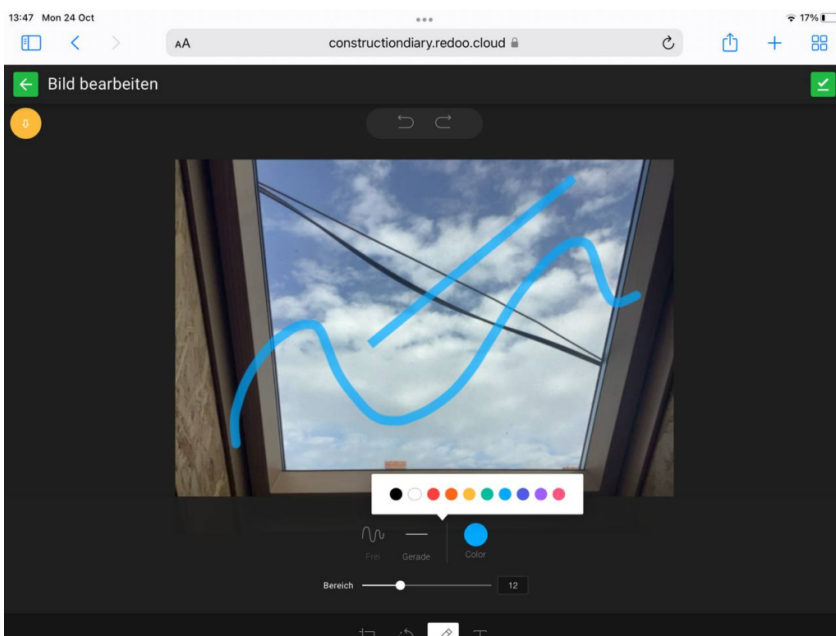 13:47 Mon 24 Oct
17%
AA
constructiondiary.redoo.cloud
Bild bearbeiten
Frei Gerade Color
Bereich 12